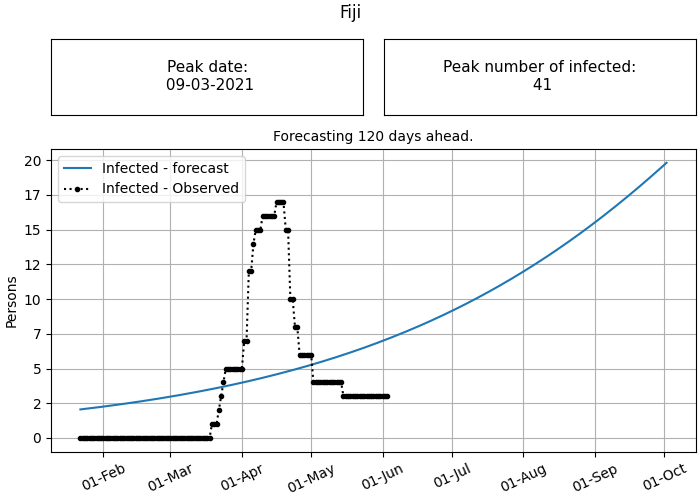 Fiji
Peak date:
09-03-2021
Peak number of infected:
41
Forecasting 120 days ahead.
Infected - forecast
Infected - Observed
20
17
15
12
10
7
5
2
0
Persons
01-Feb
01-Mar
01-Apr
01-May
01-Jun
01-Jul
01-Aug
01-Sep
01-Oct